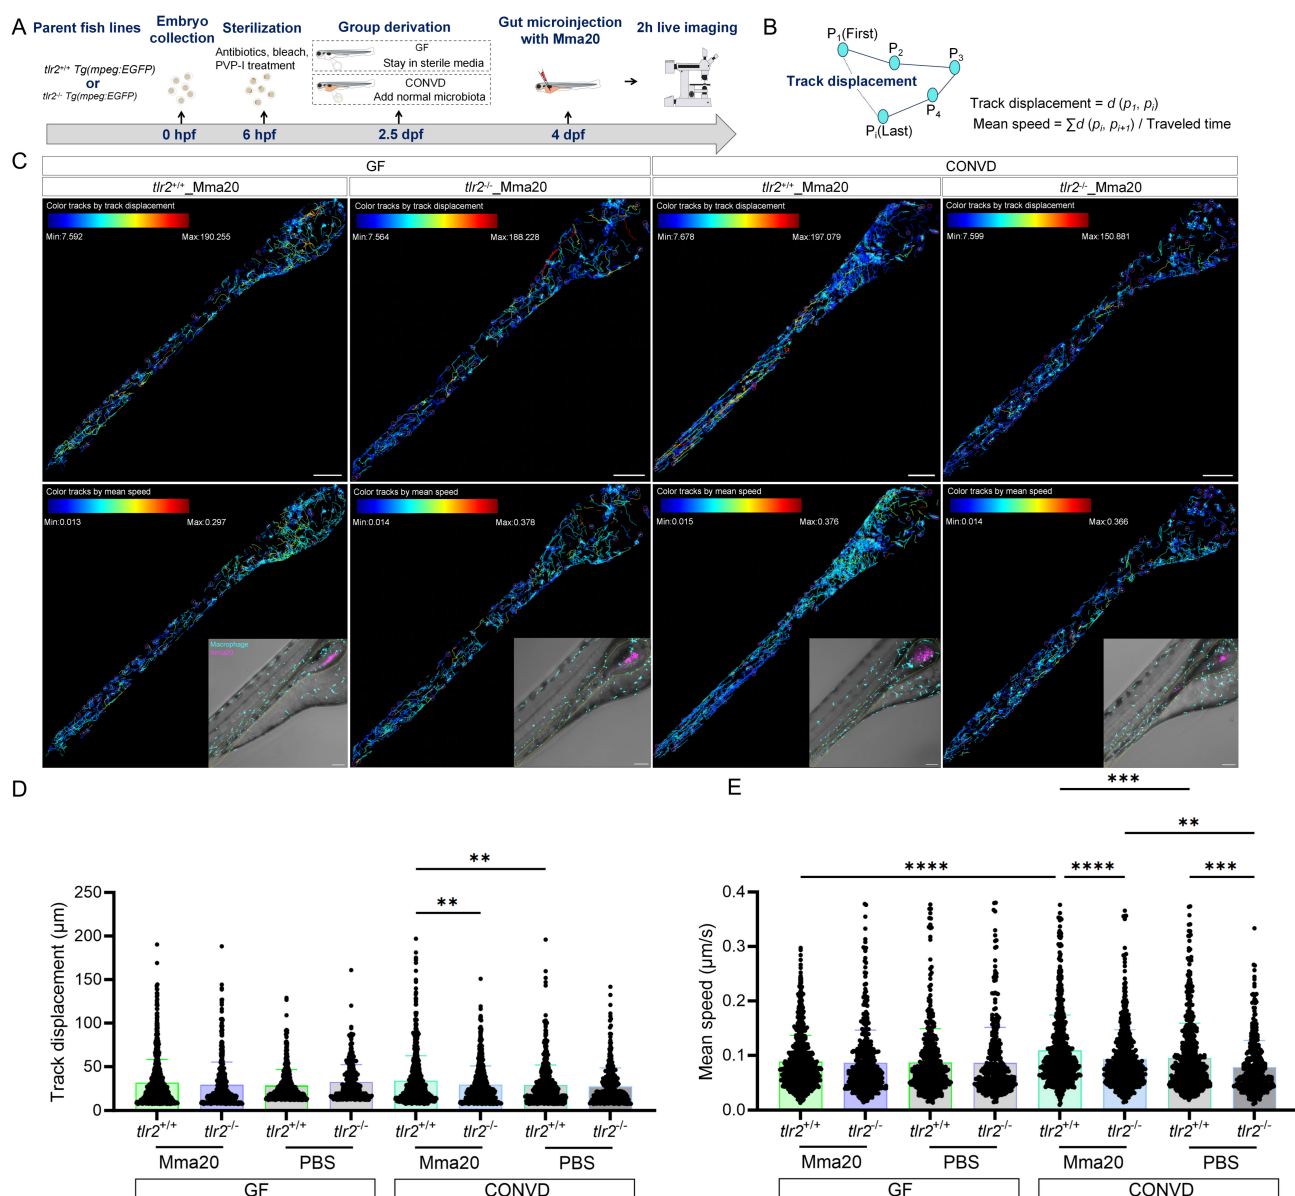 A
Parent fish lines
Embryo collection
Sterilization
Group derivation
Gut microinjection with Mma20
2h live imaging
tlr2+/+ Tg(mpeg:EGFP)
or
tlr2-/- Tg(mpeg:EGFP)
Antibiotics, bleach, PVP-I treatment
GF
Stay in sterile media
CONVD
Add normal microbiota
0 hpf
6 hpf
2.5 dpf
4 dpf
B
P1(First)
P2
P3
P4
Pi(Last)
Track displacement
Track displacement = d (p1, pi)
Mean speed = ∑d (pi, pi+1) / Traveled time
C
GF
CONVD
tlr2+/+_Mma20
tlr2-/-_Mma20
tlr2+/+_Mma20
tlr2-/-_Mma20
Color tracks by track displacement
Min:7.592
Max:190.255
Color tracks by track displacement
Min:7.564
Max:188.228
Color tracks by track displacement
Min:7.678
Max:197.079
Color tracks by track displacement
Min:7.599
Max:150.881
Color tracks by mean speed
Min:0.013
Max:0.297
Color tracks by mean speed
Min:0.014
Max:0.378
Color tracks by mean speed
Min:0.015
Max:0.376
Color tracks by mean speed
Min:0.014
Max:0.366
Macrophage
mma20
D
Track displacement (μm)
250
200
150
100
50
0
**
**
tlr2+/+
tlr2-/-
tlr2+/+
tlr2-/-
tlr2+/+
tlr2-/-
tlr2+/+
tlr2-/-
Mma20
PBS
Mma20
PBS
GF
CONVD
E
Mean speed (μm/s)
0.4
0.3
0.2
0.1
0.0
***
**
****
****
***
tlr2+/+
tlr2-/-
tlr2+/+
tlr2-/-
tlr2+/+
tlr2-/-
tlr2+/+
tlr2-/-
Mma20
PBS
Mma20
PBS
GF
CONVD